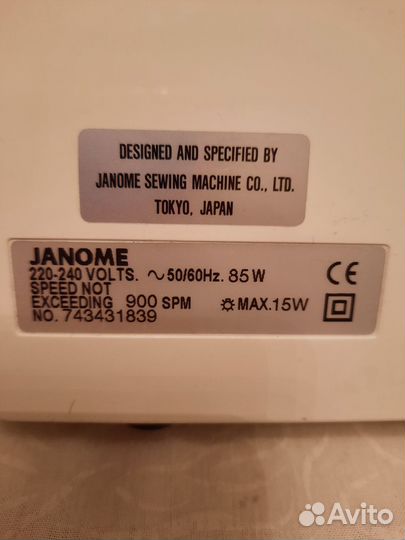 DESIGNED AND SPECIFIED BY
JANOME SEWING MACHINE CO., LTD.
TOKYO, JAPAN
JANOME
220-240 VOLTS. ~ 50/60Hz. 85 W
SPEED NOT
EXCEEDING 900 SPM MAX. 15W
NO. 743431839
CE
Avito